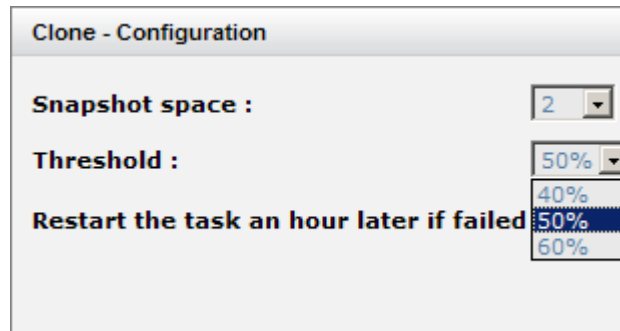 Clone - Configuration
Snapshot space : 2
Threshold : 50%
40%
Restart the task an hour later if failed 50%
60%